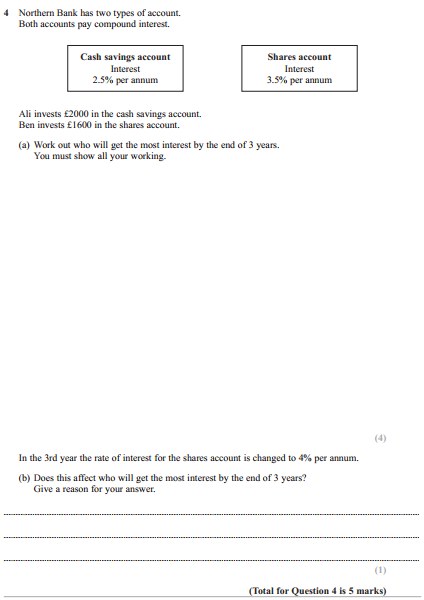 4 Northern Bank has two types of account.
Both accounts pay compound interest.
Cash savings account
Interest
2.5% per annum
Shares account
Interest
3.5% per annum
Ali invests £2000 in the cash savings account.
Ben invests £1600 in the shares account.
(a) Work out who will get the most interest by the end of 3 years.
You must show all your working.
(4)
In the 3rd year the rate of interest for the shares account is changed to 4% per annum.
(b) Does this affect who will get the most interest by the end of 3 years?
Give a reason for your answer.
(1)
(Total for Question 4 is 5 marks)